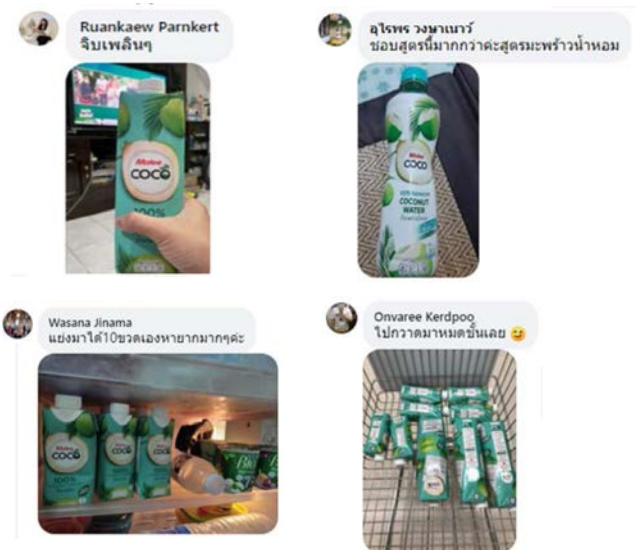 Ruankaew Parnkert
จิบเพลินๆ
Malee
COCO
100%
อุไรพร วงษาเนาว์
ชอบสูตรนี้มากกว่าค่ะสูตรมะพร้าวน้ำหอม
Malee
COCO
COCONUT
WATER
Wasana Jinama
แย่งมาได้10ขวดเองหายากมากๆค่ะ
Malee
COCO
100%
Malee
COCO
Malee
COCO
Onvaree Kerdpoo
ไปกวาดมาหมดชั้นเลย